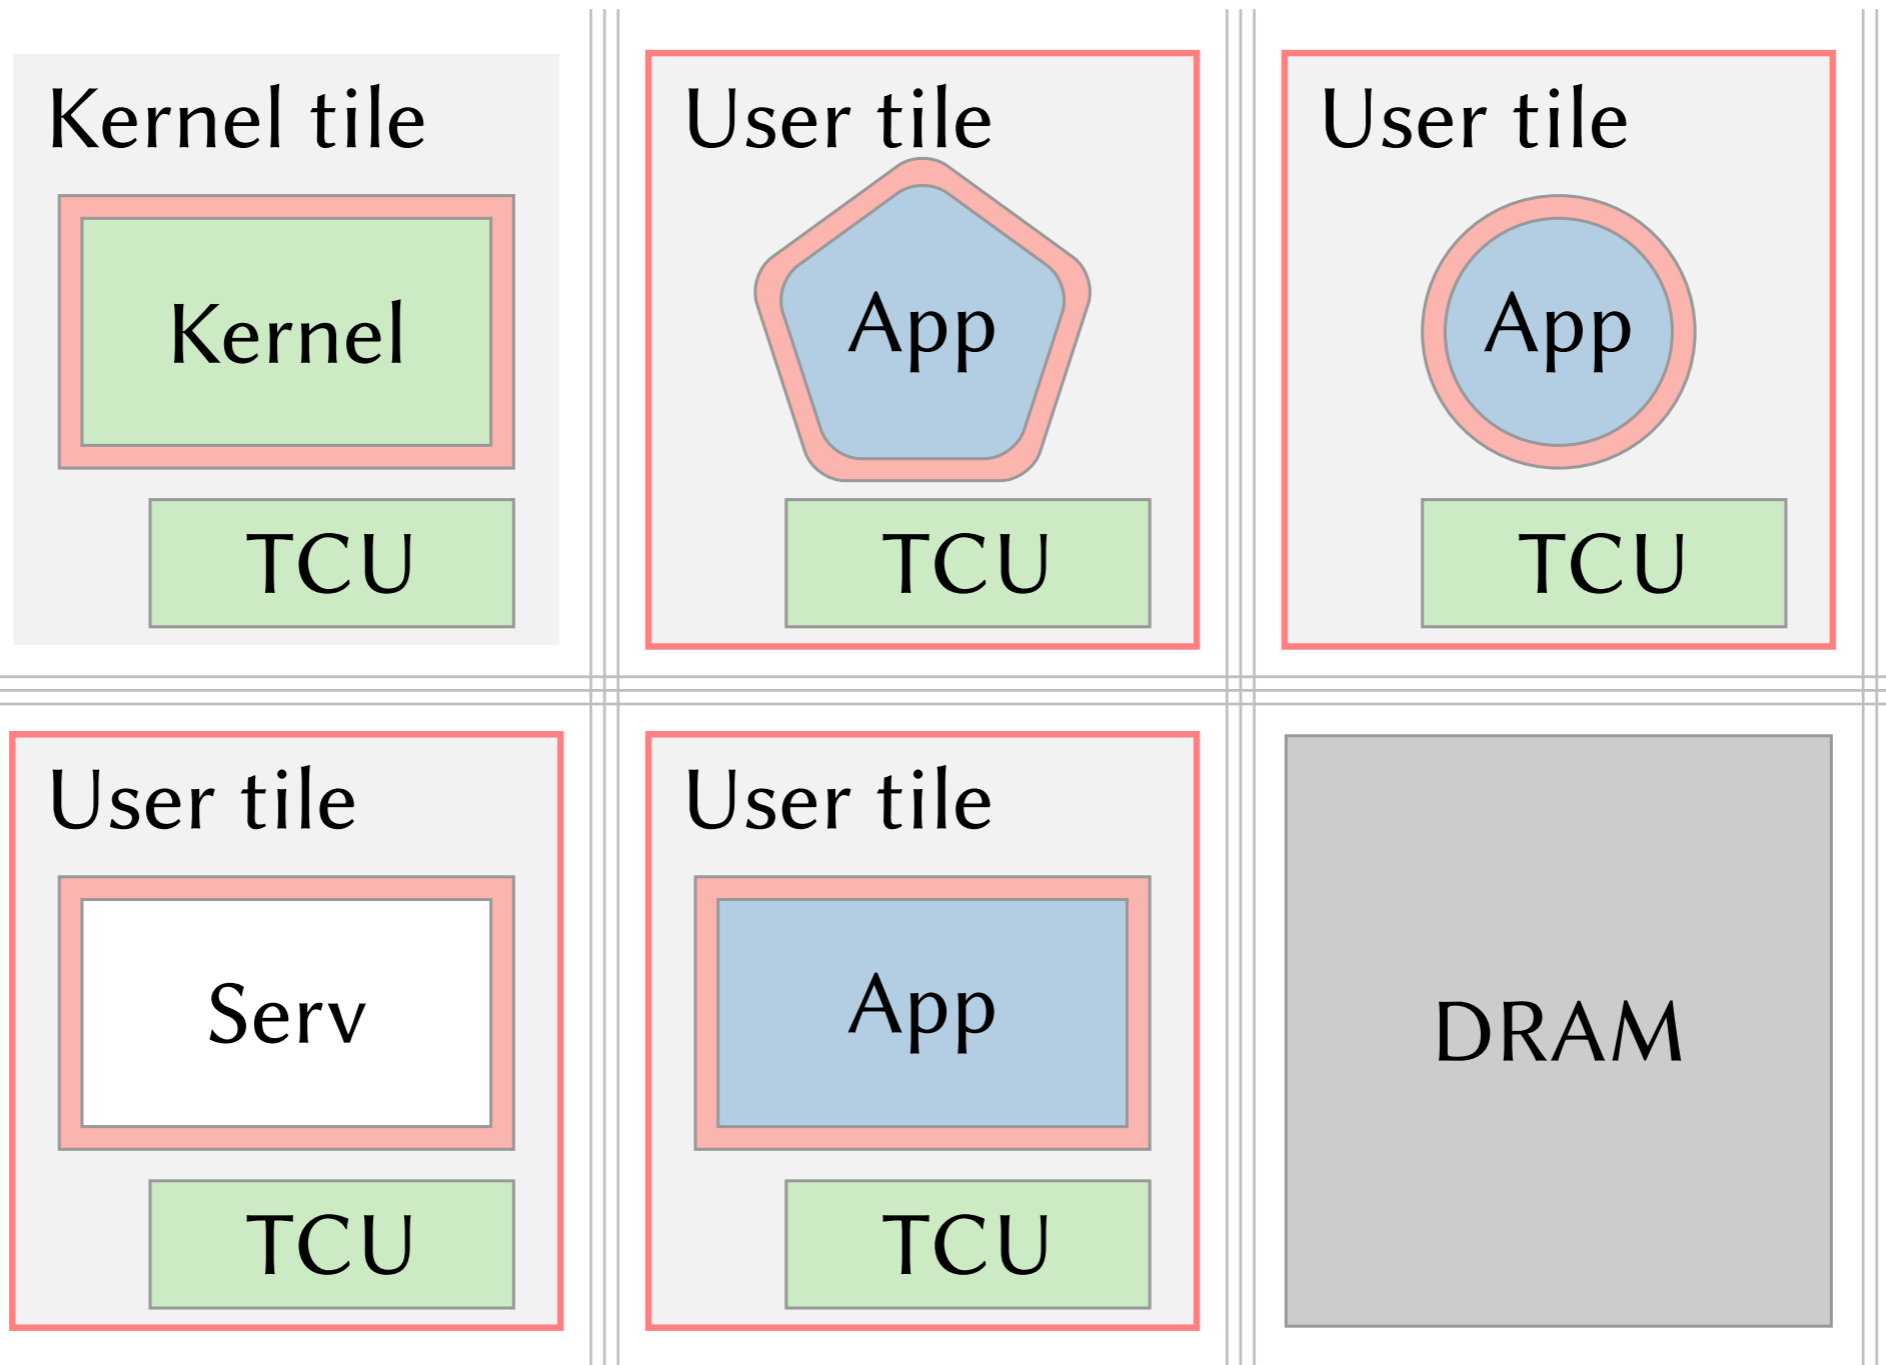 Kernel tile
Kernel
TCU
User tile
App
TCU
User tile
App
TCU
User tile
Serv
TCU
User tile
App
TCU
DRAM